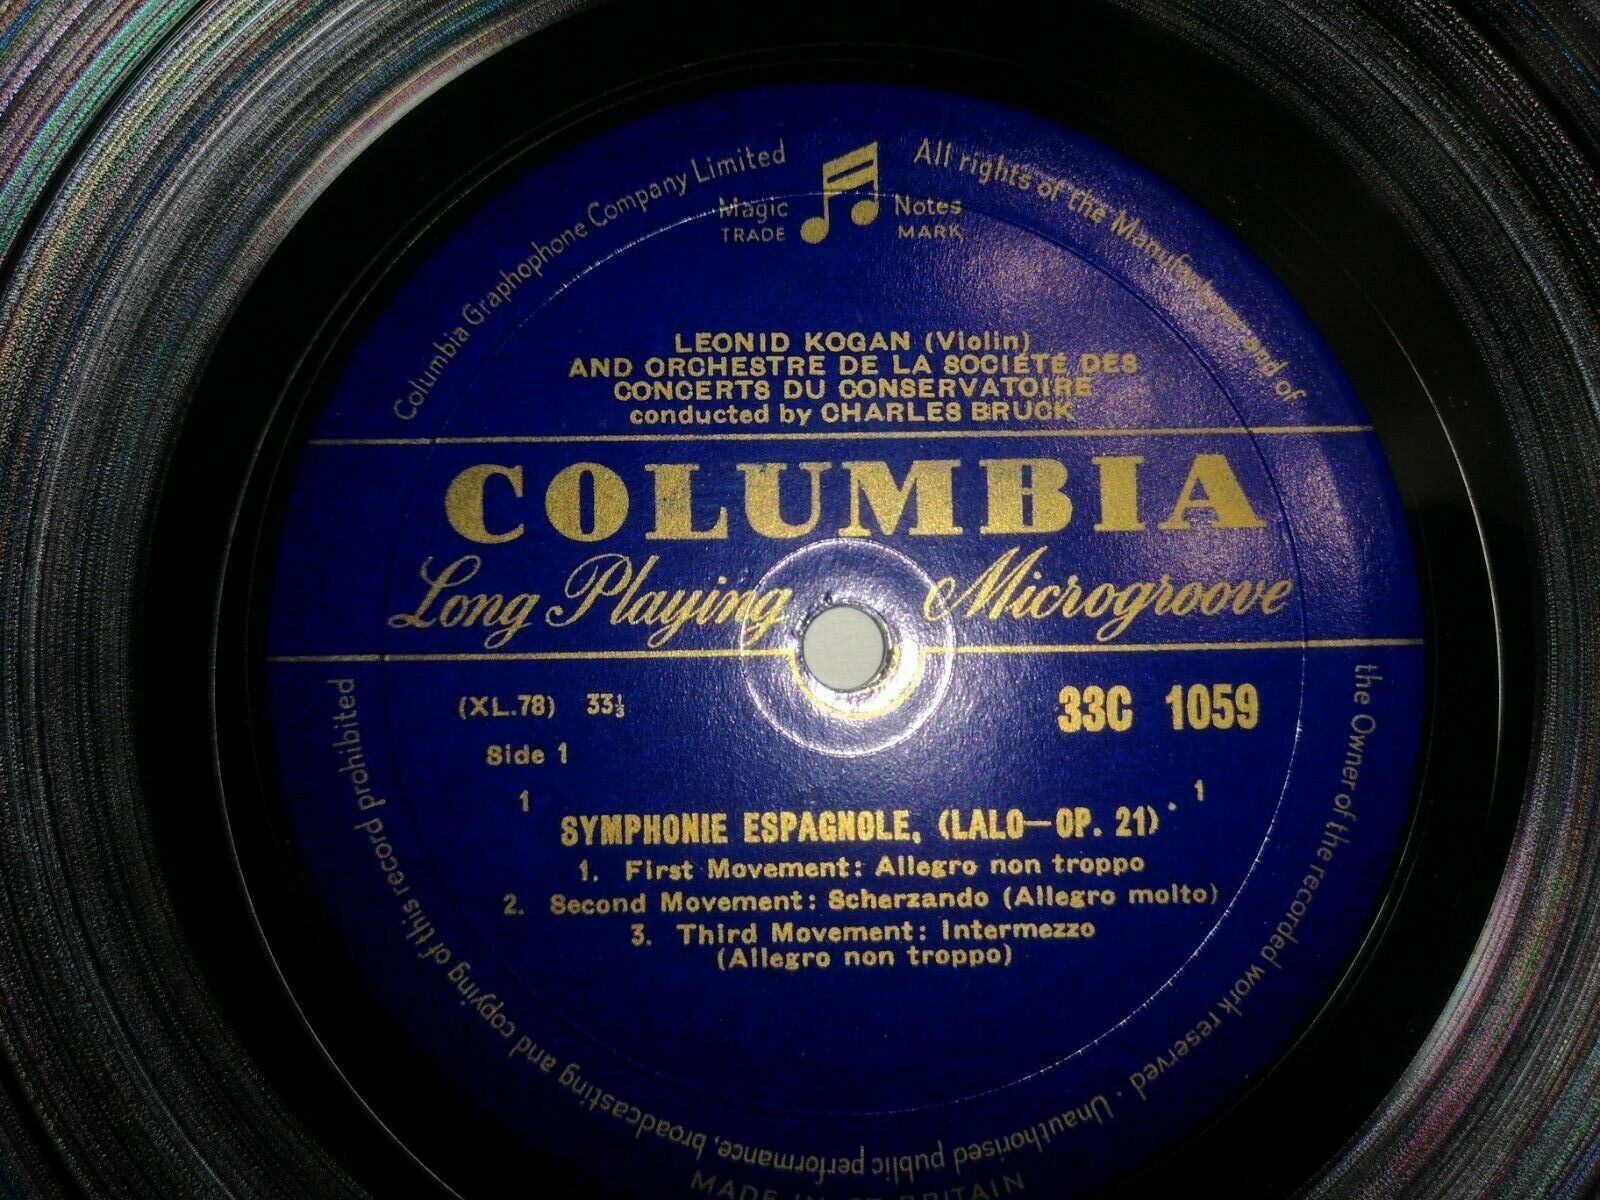 Columbia Graphophone Company Limited
All rights of the Manufacturer and of
the Owner of the recorded work reserved · Unauthorised public performance, broadcasting and copying of this record prohibited
Magic Notes
TRADE MARK
LEONID KOGAN (Violin)
AND ORCHESTRE DE LA SOCIÉTÉ DES
CONCERTS DU CONSERVATOIRE
conducted by CHARLES BRUCK
COLUMBIA
Long Playing Microgroove
(XL.78) 33⅓ 33C 1059
Side 1
1 1
SYMPHONIE ESPAGNOLE, (LALO—OP. 21)
1. First Movement: Allegro non troppo
2. Second Movement: Scherzando (Allegro molto)
3. Third Movement: Intermezzo
(Allegro non troppo)
MADE IN GT BRITAIN